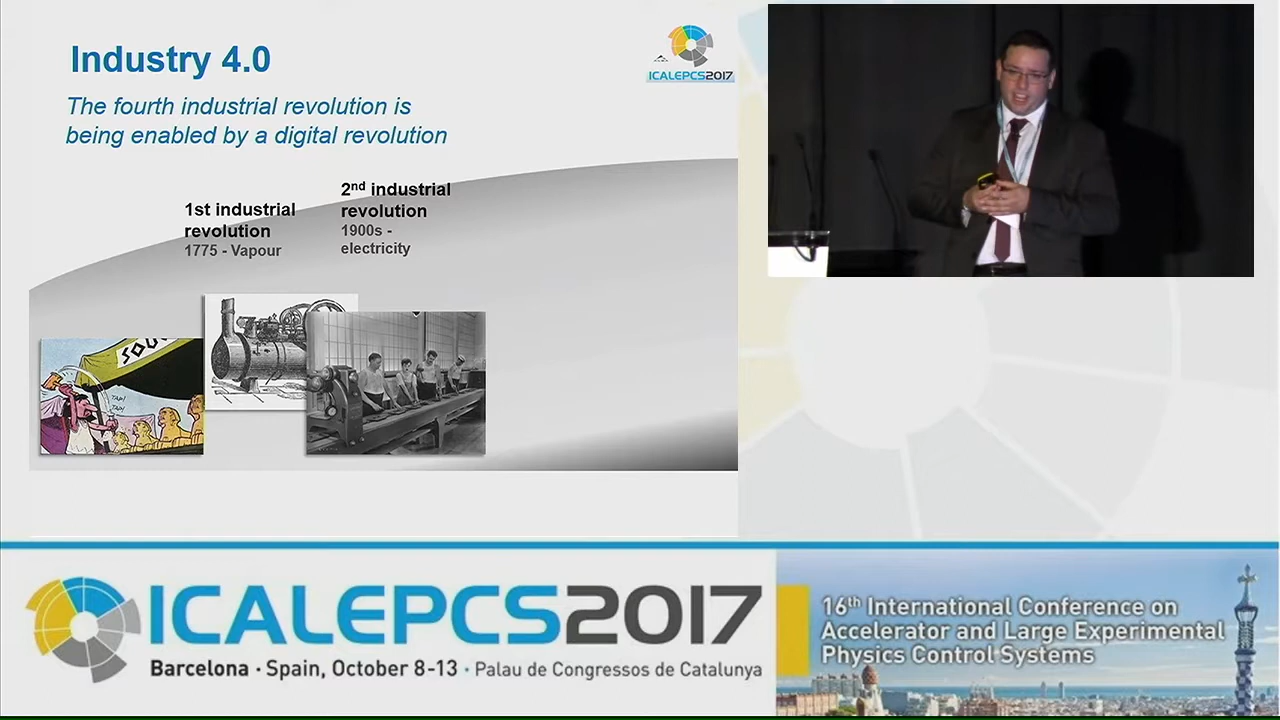 Industry 4.0
ICALEPCS2017
The fourth industrial revolution is
being enabled by a digital revolution
1st industrial
revolution
1775 - Vapour
2nd industrial
revolution
1900s -
electricity
TAP!
TAP!
ICALEPCS2017
Barcelona · Spain, October 8-13 · Palau de Congressos de Catalunya
16th International Conference on
Accelerator and Large Experimental
Physics Control Systems